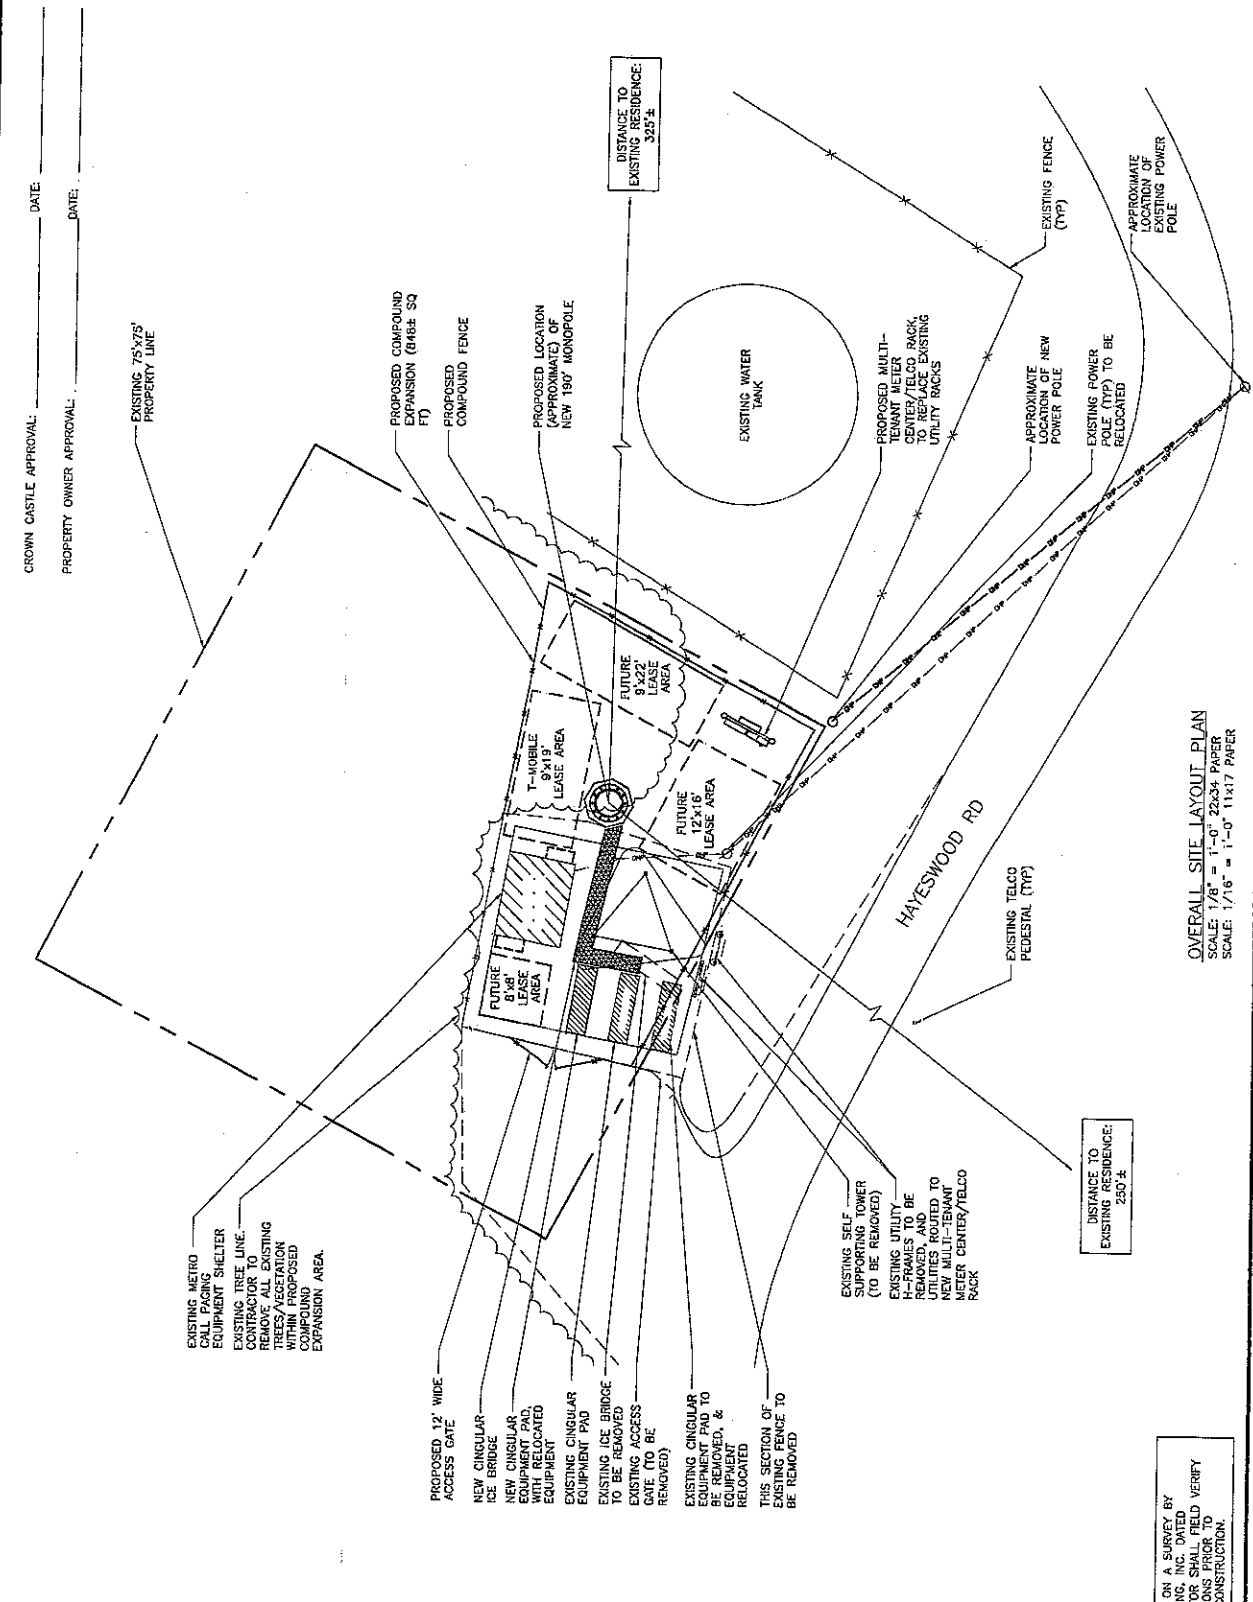 CROWN CASTLE APPROVAL: DATE:
PROPERTY OWNER APPROVAL: DATE:
EXISTING 75'x75'
PROPERTY LINE
DISTANCE TO
EXISTING RESIDENCE:
325'±
PROPOSED COMPOUND
EXPANSION (848± SQ
FT)
PROPOSED
COMPOUND FENCE
PROPOSED LOCATION
(APPROXIMATE) OF
NEW 190' MONOPOLE
EXISTING WATER
TANK
EXISTING FENCE
(TYP)
APPROXIMATE
LOCATION OF
EXISTING POWER
POLE
PROPOSED MULTI-
TENANT METER
CENTER/TELCO RACK,
TO REPLACE EXISTING
UTILITY RACKS
APPROXIMATE
LOCATION OF NEW
POWER POLE
EXISTING POWER
POLE (TYP) TO BE
RELOCATED
FUTURE
9'x22'
LEASE
AREA
T-MOBILE
9'x19'
LEASE AREA
FUTURE
12'x16'
LEASE AREA
FUTURE
8'x8'
LEASE
AREA
HAYESWOOD RD
EXISTING TELCO
PEDESTAL (TYP)
OVERALL SITE LAYOUT PLAN
SCALE: 1/8" = 1'-0" 22x34 PAPER
SCALE: 1/16" = 1'-0" 11x17 PAPER
DISTANCE TO
EXISTING RESIDENCE:
250'±
EXISTING METRO
CALL PAGING
EQUIPMENT SHELTER
EXISTING TREE LINE.
CONTRACTOR TO
REMOVE ALL EXISTING
TREES/VEGETATION
WITHIN PROPOSED
COMPOUND
EXPANSION AREA.
EXISTING SELF
SUPPORTING TOWER
(TO BE REMOVED)
EXISTING UTILITY
H-FRAMES TO BE
REMOVED, AND
UTILITIES ROUTED TO
NEW MULTI-TENANT
METER CENTER/TELCO
RACK
PROPOSED 12' WIDE
ACCESS GATE
NEW CINGULAR
ICE BRIDGE
NEW CINGULAR
EQUIPMENT PAD,
WITH RELOCATED
EQUIPMENT
EXISTING CINGULAR
EQUIPMENT PAD
EXISTING ICE BRIDGE
TO BE REMOVED
EXISTING ACCESS
GATE (TO BE
REMOVED)
EXISTING CINGULAR
EQUIPMENT PAD TO
BE REMOVED, &
EQUIPMENT
RELOCATED
THIS SECTION OF
EXISTING FENCE TO
BE REMOVED
ON A SURVEY BY
NG, INC. DATED
OR SHALL FIELD VERIFY
ONS PRIOR TO
CONSTRUCTION.